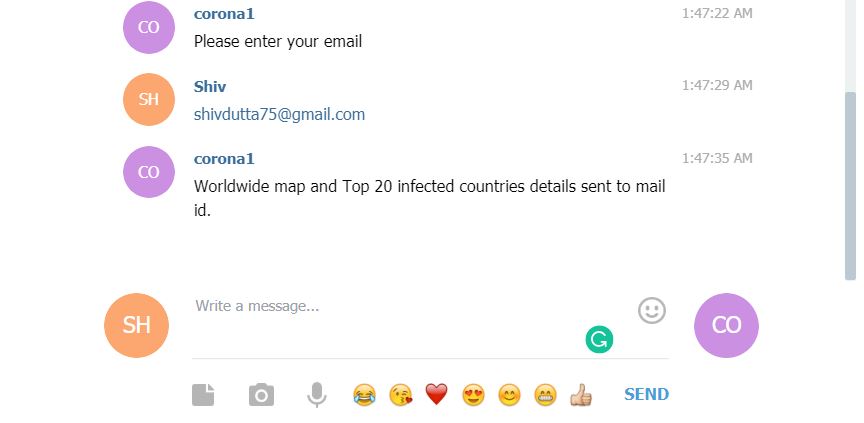 CO
corona1
1:47:22 AM
Please enter your email
SH
Shiv
1:47:29 AM
shivdutta75@gmail.com
CO
corona1
1:47:35 AM
Worldwide map and Top 20 infected countries details sent to mail
id.
SH
Write a message...
CO
SEND